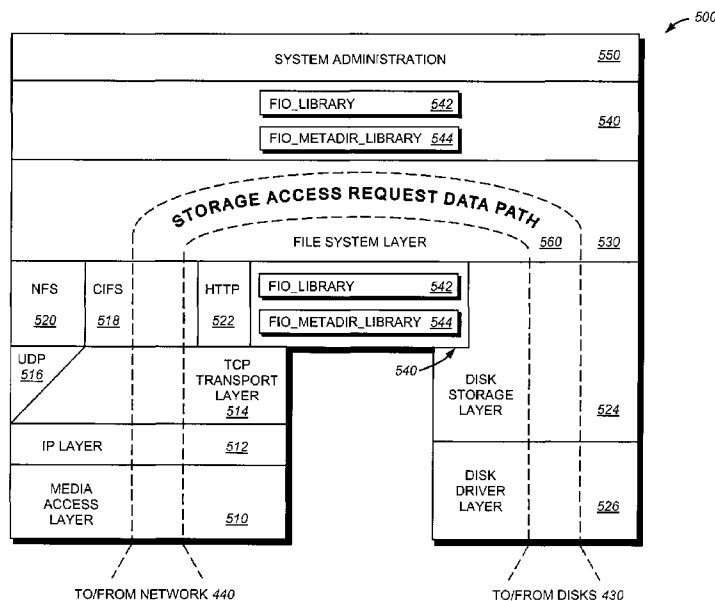 500
SYSTEM ADMINISTRATION 550
FIO_LIBRARY 542
540
FIO_METADIR_LIBRARY 544
STORAGE ACCESS REQUEST DATA PATH
FILE SYSTEM LAYER 560 530
NFS CIFS HTTP FIO_LIBRARY 542
520 518 522 FIO_METADIR_LIBRARY 544
UDP
516
TCP
TRANSPORT
LAYER
514
540
DISK
STORAGE
LAYER
524
IP LAYER 512
MEDIA
ACCESS
LAYER
510
DISK
DRIVER
LAYER
526
TO/FROM NETWORK 440
TO/FROM DISKS 430